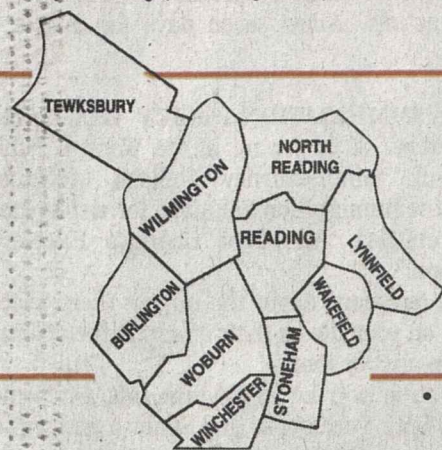 TEWKSBURY
NORTH
READING
WILMINGTON
READING
LYNNFIELD
BURLINGTON
WAKEFIELD
WOBURN
STONEHAM
WINCHESTER